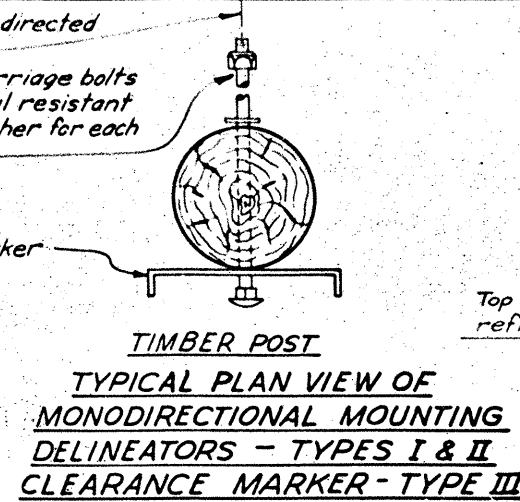 directed
rriage bolts
l resistant
her for each
ker
Top
refl
TIMBER POST
TYPICAL PLAN VIEW OF
MONODIRECTIONAL MOUNTING
DELINEATORS - TYPES I & II
CLEARANCE MARKER - TYPE III